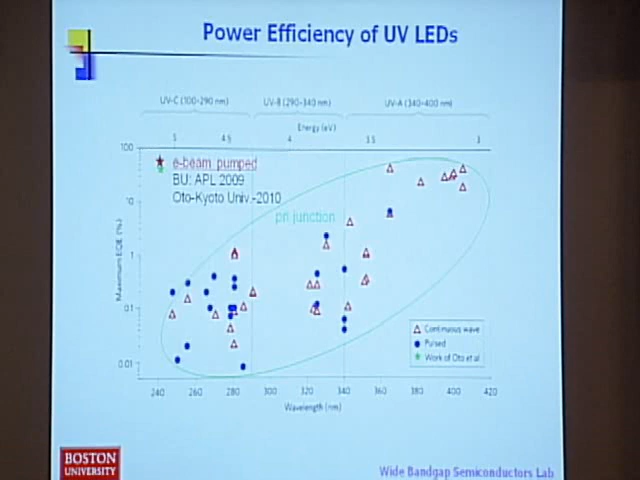 Power Efficiency of UV LEDs
UV-C (100-290 nm) UV-B (290-340 nm) UV-A (340-400 nm)
Energy (eV)
5 4.5 4 3.5 3
100
e-beam pumped
BU: APL 2009
Oto-Kyoto Univ.-2010
10
pn junction
1
0.1
0.01
Maximum EQE (%)
Continuous wave
Pulsed
Work of Oto et al
240 260 280 300 320 340 360 380 400 420
Wavelength (nm)
BOSTON
UNIVERSITY
Wide Bandgap Semiconductors Lab